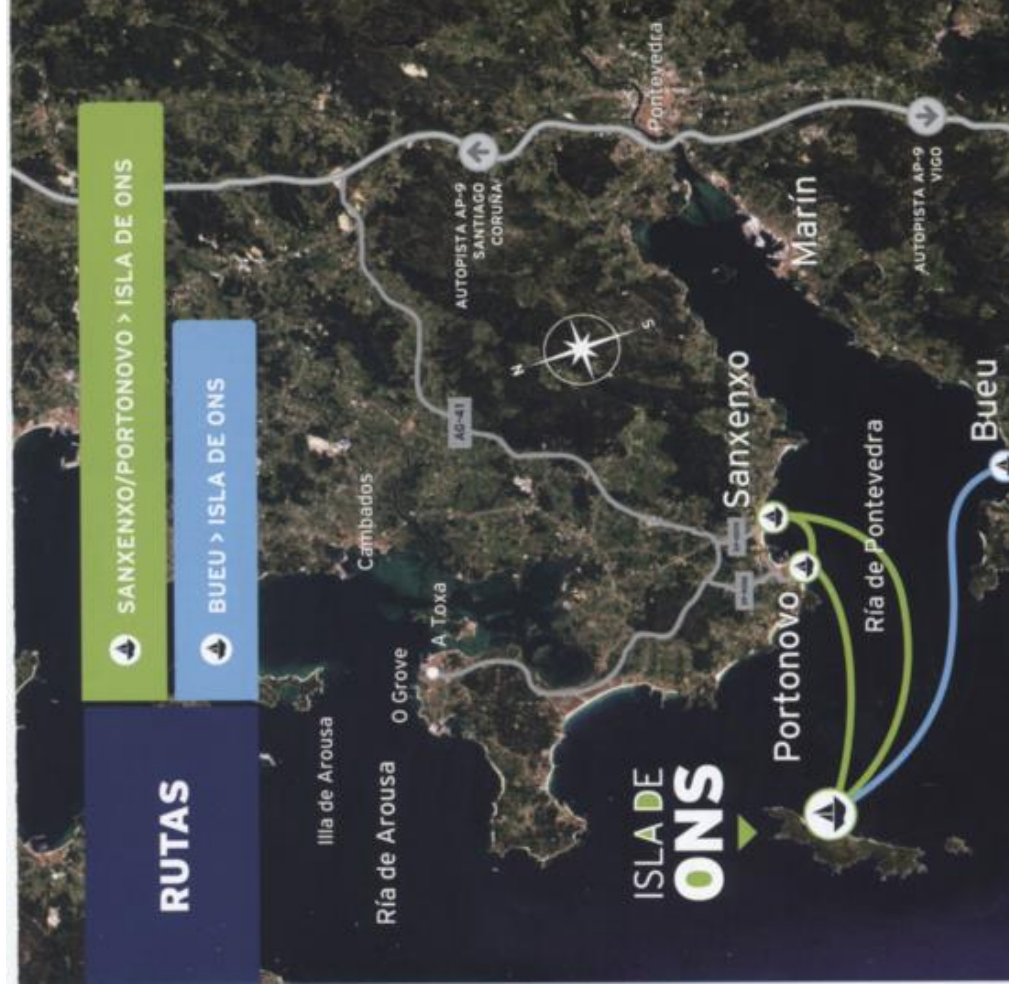 RUTAS
SANXENXO/PORTONOVO > ISLA DE ONS
BUEU > ISLA DE ONS
Illa de Arousa
Ría de Arousa
O Grove
A Toxa
Cambados
AG-41
AUTOPISTA AP-9
SANTIAGO
CORUÑA
Pontevedra
N
S
ISLA DE
ONS
Portonovo
Sanxenxo
Marín
Ría de Pontevedra
AUTOPISTA AP-9
VIGO
Bueu